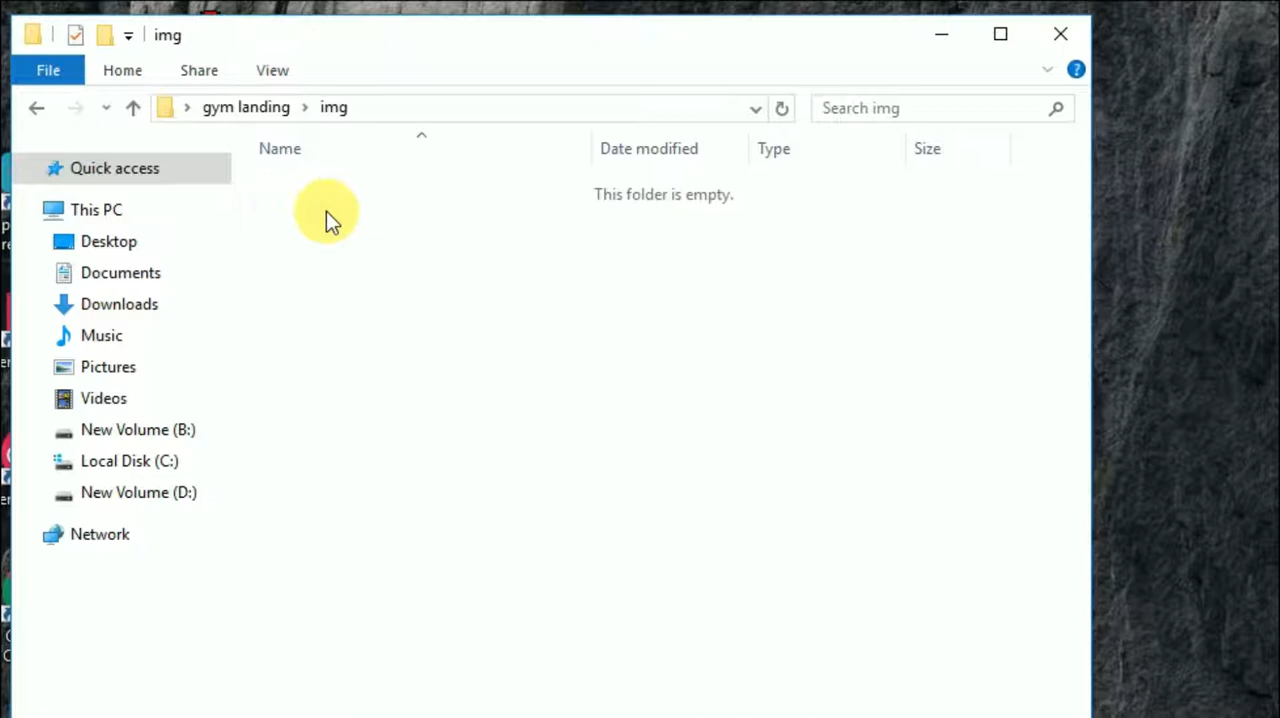 img
File Home Share View
gym landing img
Search img
Name Date modified Type Size
This folder is empty.
Quick access
This PC
Desktop
Documents
Downloads
Music
Pictures
Videos
New Volume (B:)
Local Disk (C:)
New Volume (D:)
Network